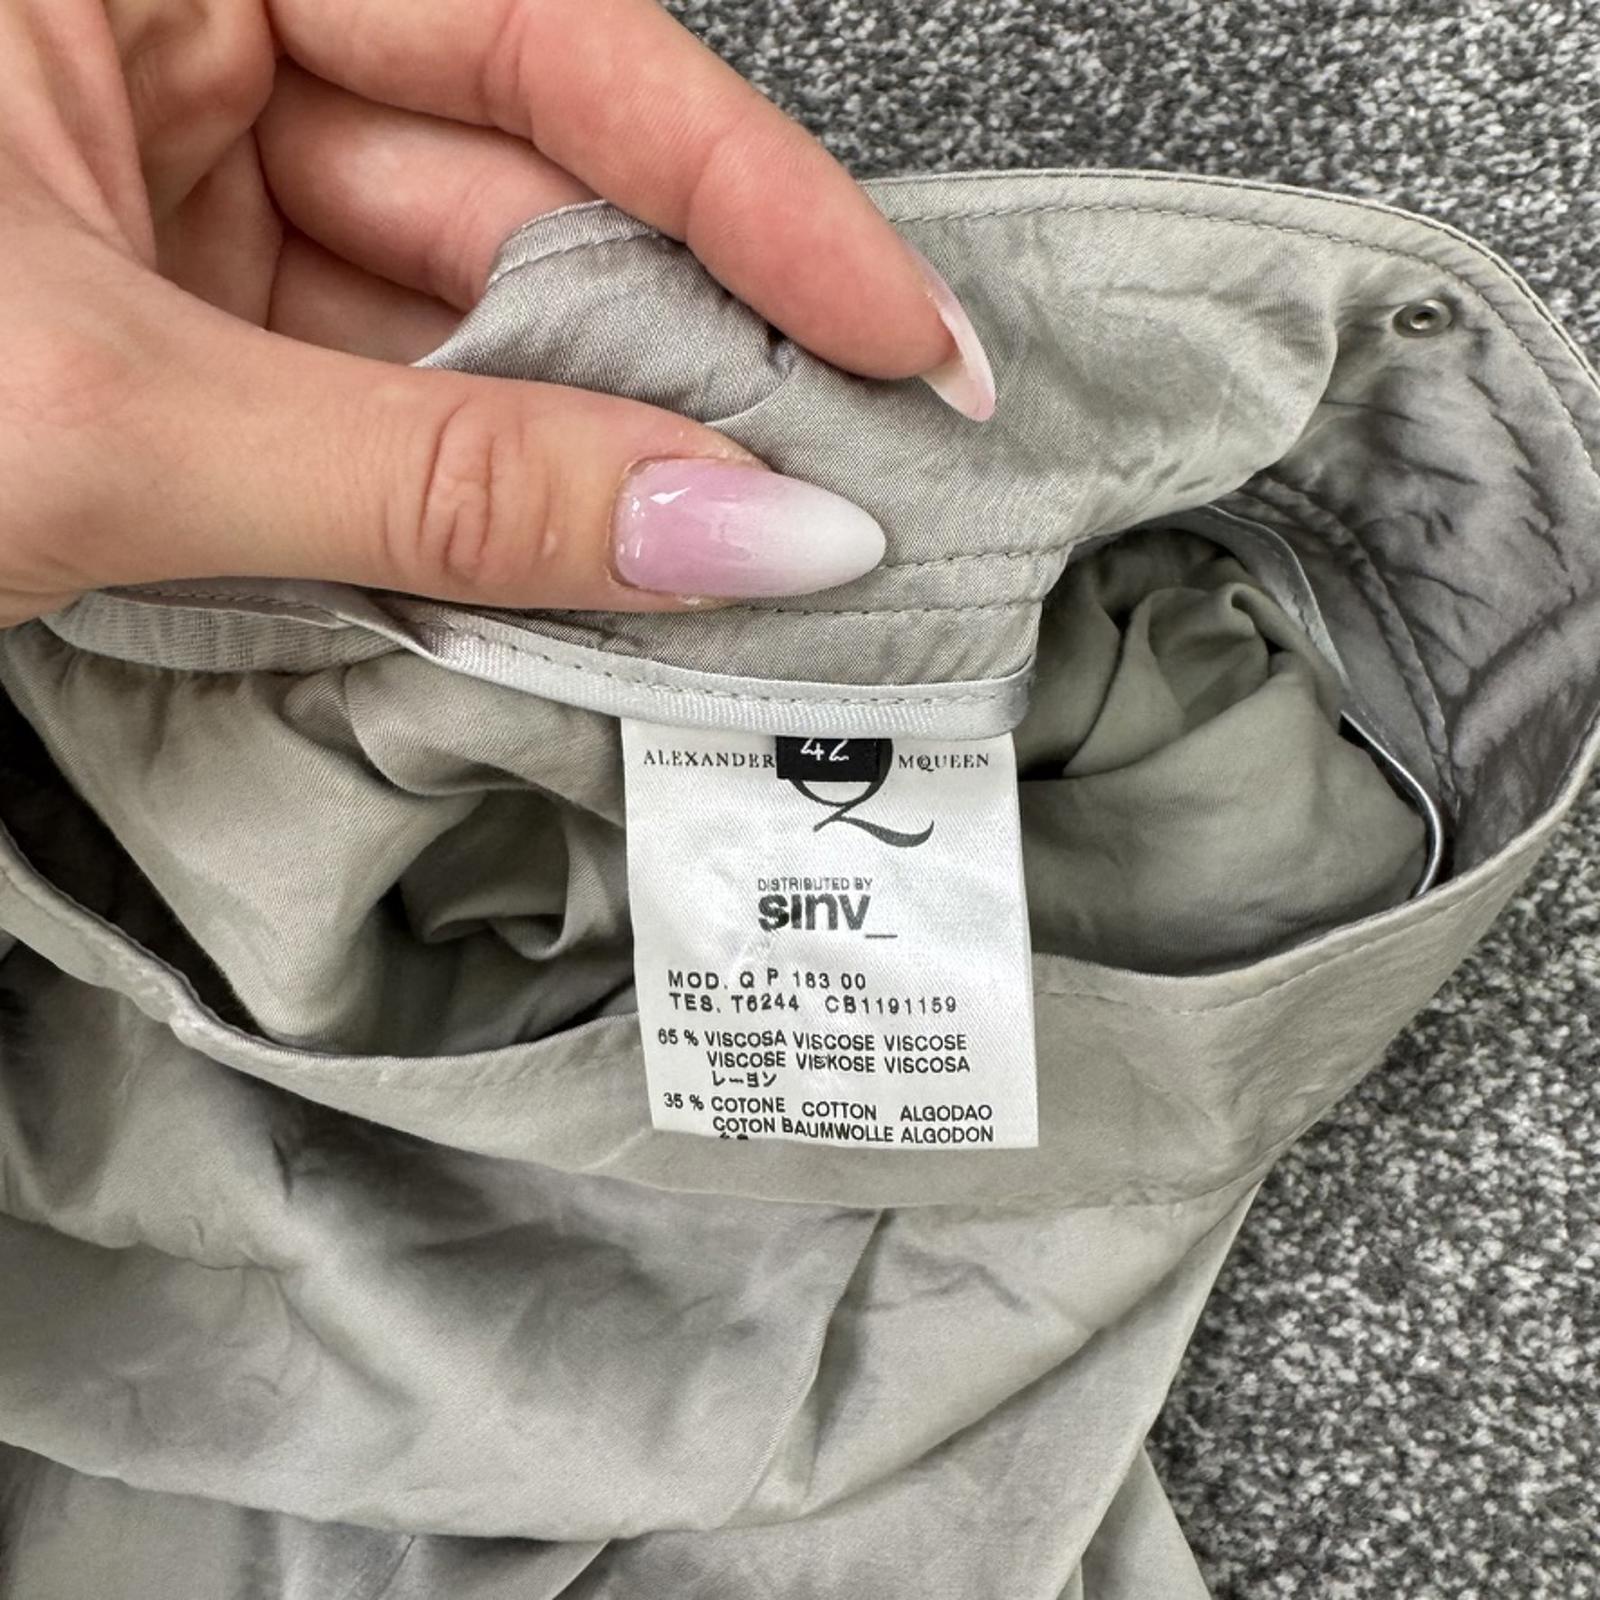 42
ALEXANDER MQUEEN
Q
DISTRIBUTED BY
sınv_
MOD. Q P 183 00
TES. T6244 CB1191159
65 % VISCOSA VISCOSE VISCOSE
VISCOSE VISKOSE VISCOSA
レーヨン
35 % COTONE COTTON ALGODAO
COTON BAUMWOLLE ALGODON